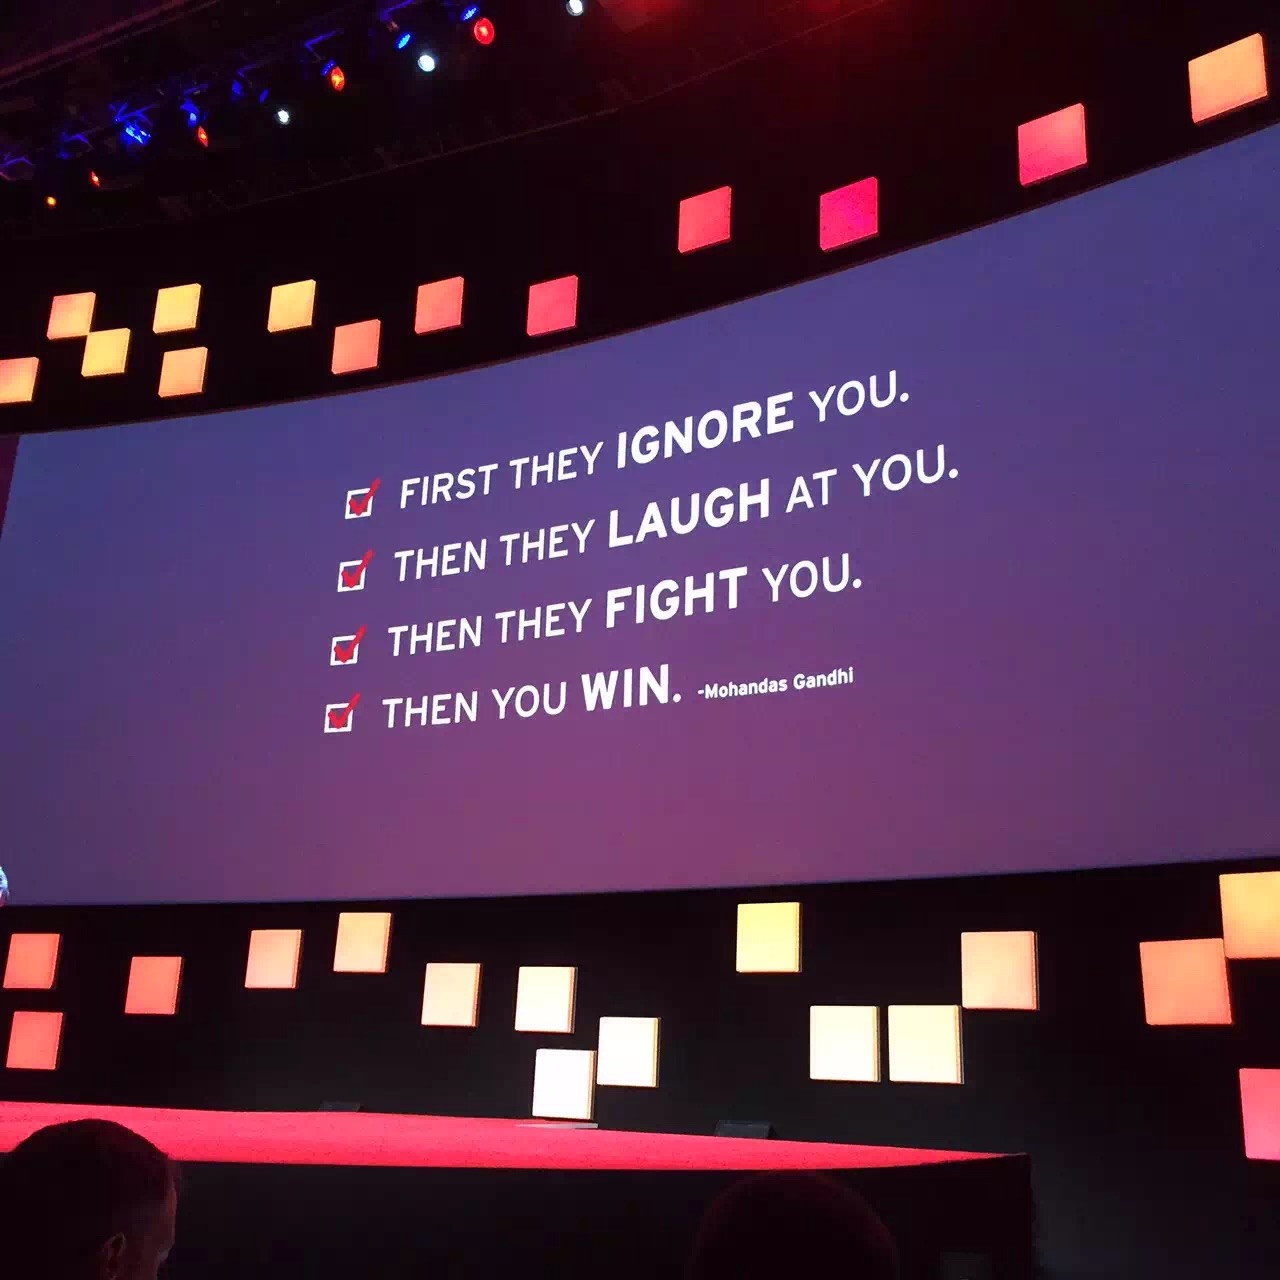 FIRST THEY IGNORE YOU.
THEN THEY LAUGH AT YOU.
THEN THEY FIGHT YOU.
THEN YOU WIN. -Mohandas Gandhi